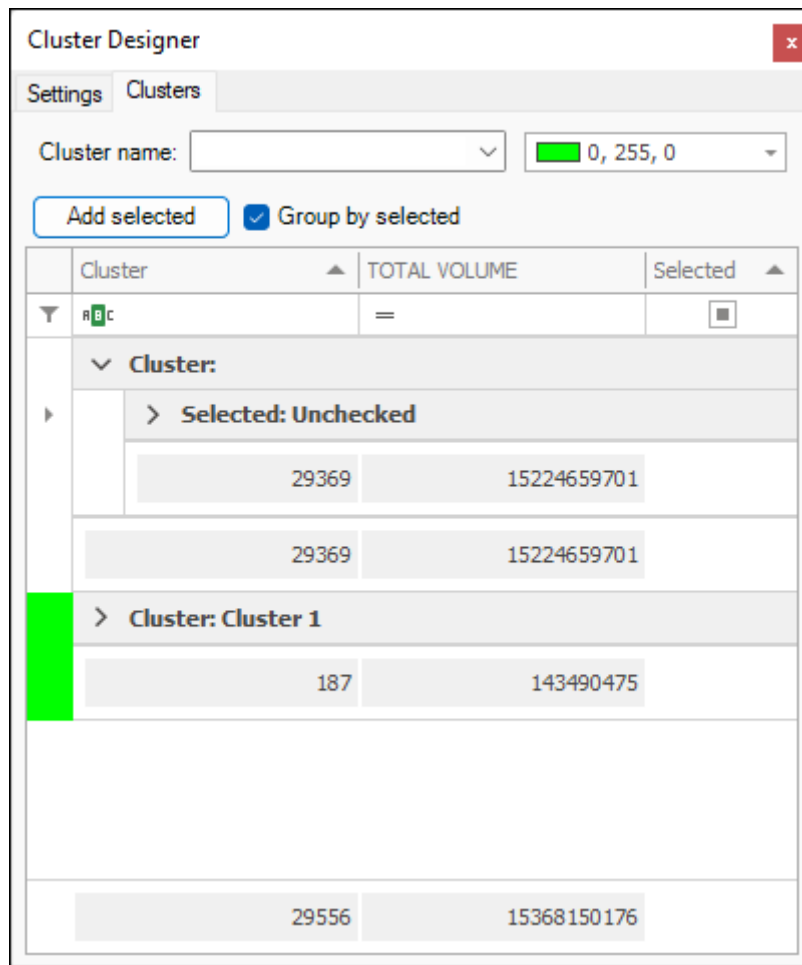 Cluster Designer
x
Settings Clusters
Cluster name: 0, 255, 0
Add selected Group by selected
Cluster TOTAL VOLUME Selected
ABC =
Cluster:
Selected: Unchecked
29369 15224659701
29369 15224659701
Cluster: Cluster 1
187 143490475
29556 15368150176